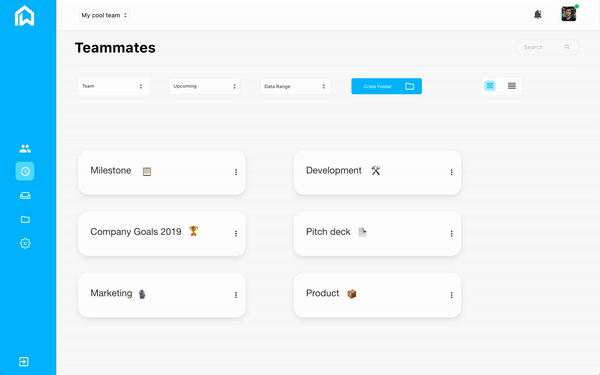 My cool team
Teammates
Search
Team
Upcoming
Data Range
Crate Folder
Milestone
Development
Company Goals 2019
Pitch deck
Marketing
Product